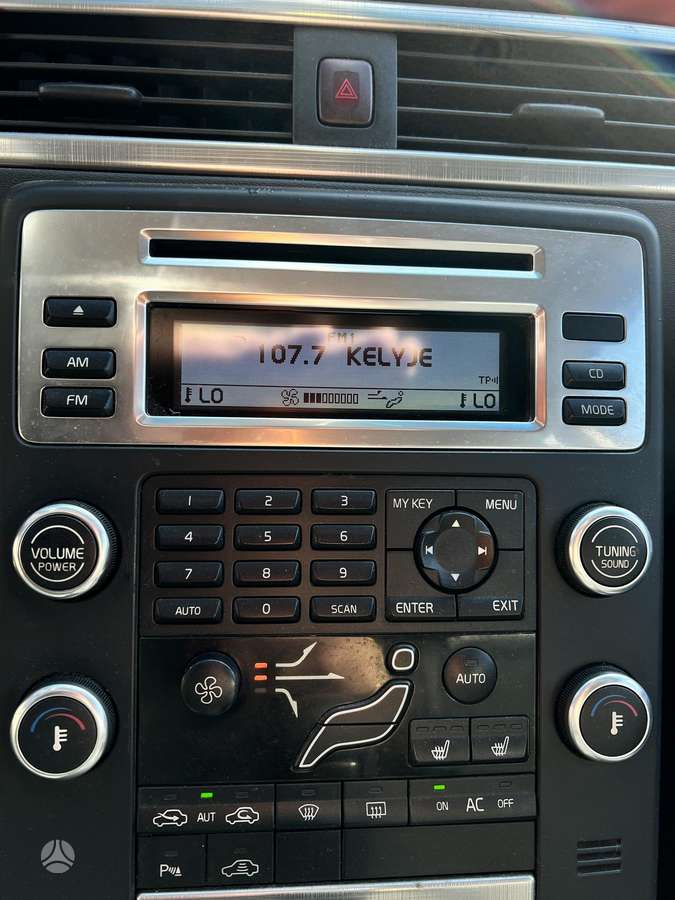 FM1
107.7 KELYJE
TP
LO LO
AM
FM
CD
MODE
1 2 3
4 5 6
7 8 9
AUTO 0 SCAN
MY KEY MENU
ENTER EXIT
VOLUME
POWER
TUNING
SOUND
AUTO
AUT
ON AC OFF
P